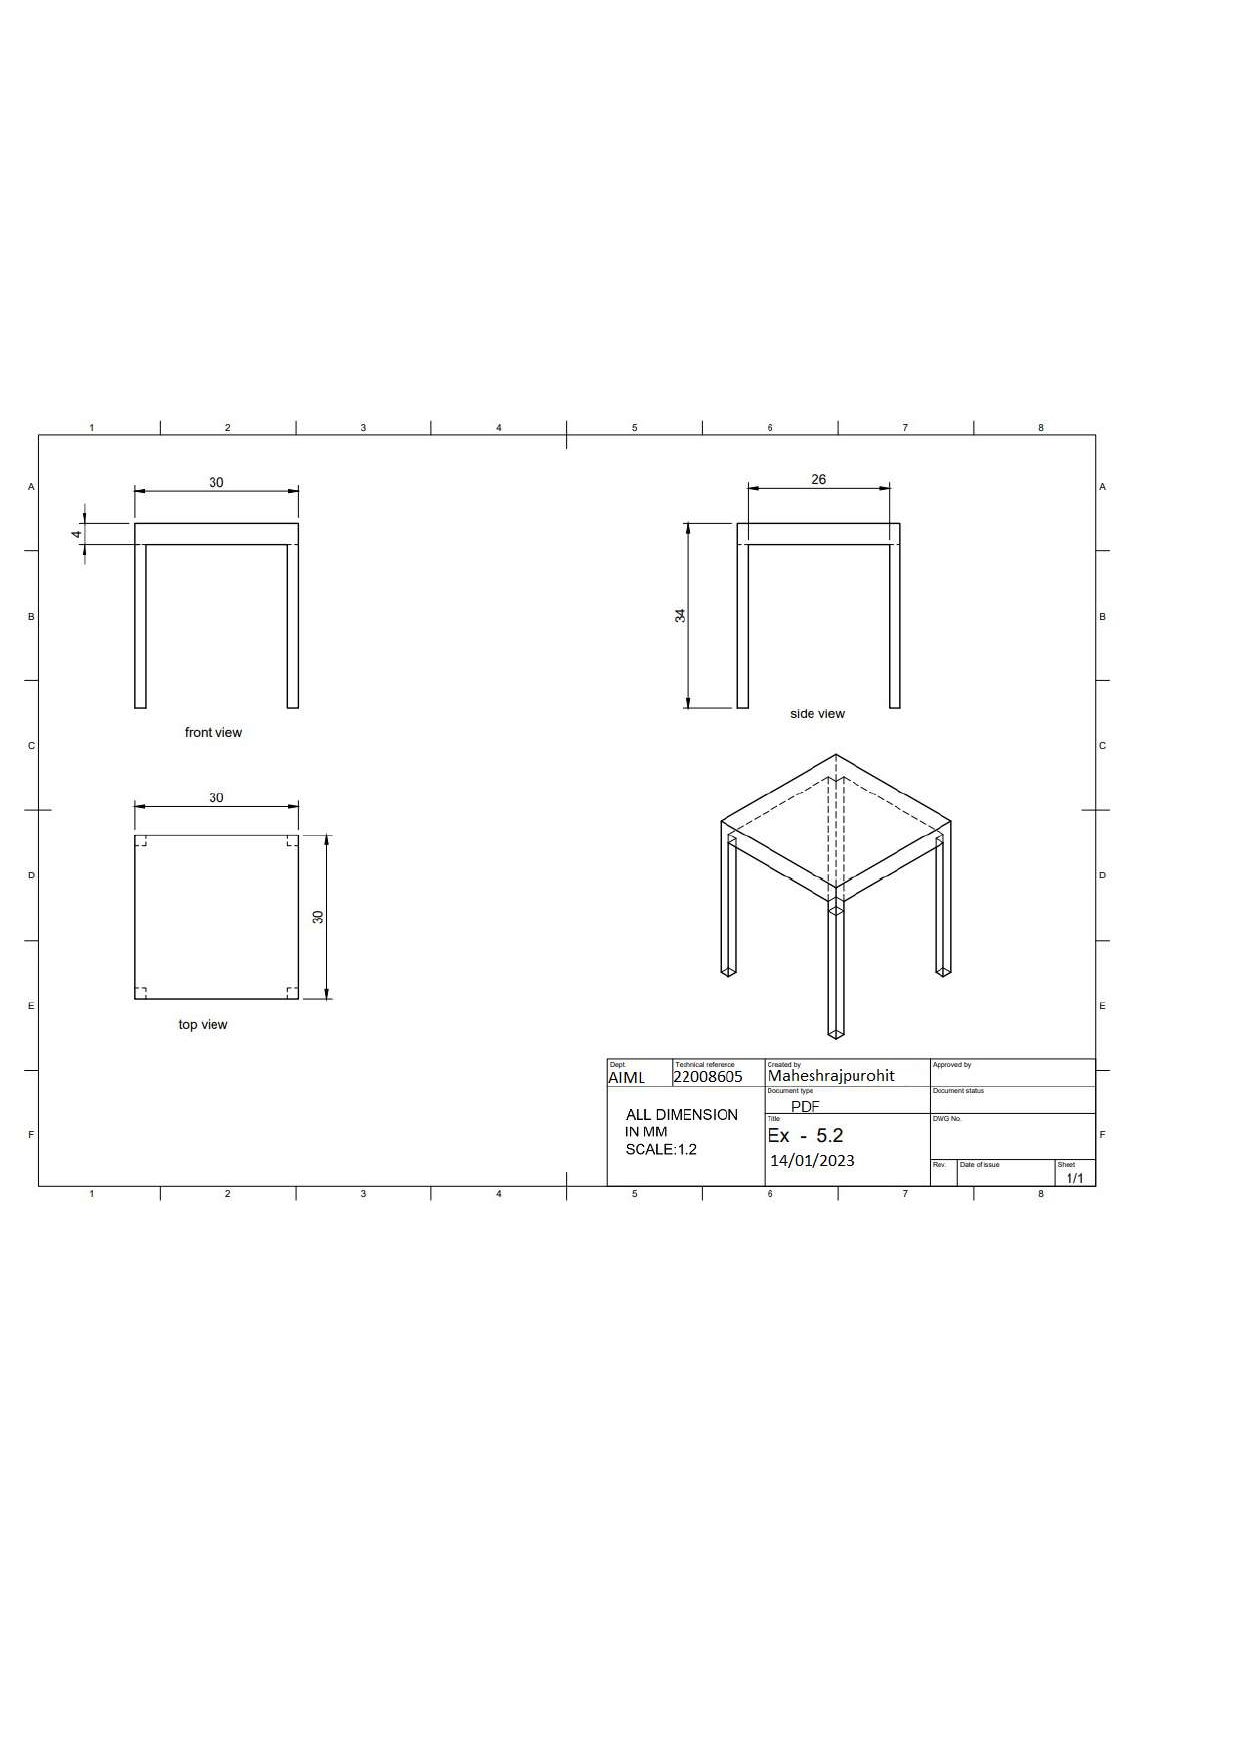 1 2 3 4 5 6 7 8
A A
30
26
4
B B
34
side view
front view
C C
30
D D
30
E E
top view
Dept. Technical reference Created by Approved by
AIML 22008605 Maheshrajpurohit
Document type Document status
PDF
ALL DIMENSION
IN MM
SCALE:1.2
Title DWG No.
Ex - 5.2
14/01/2023
F F
Rev. Date of issue Sheet
1/1
1 2 3 4 5 6 7 8